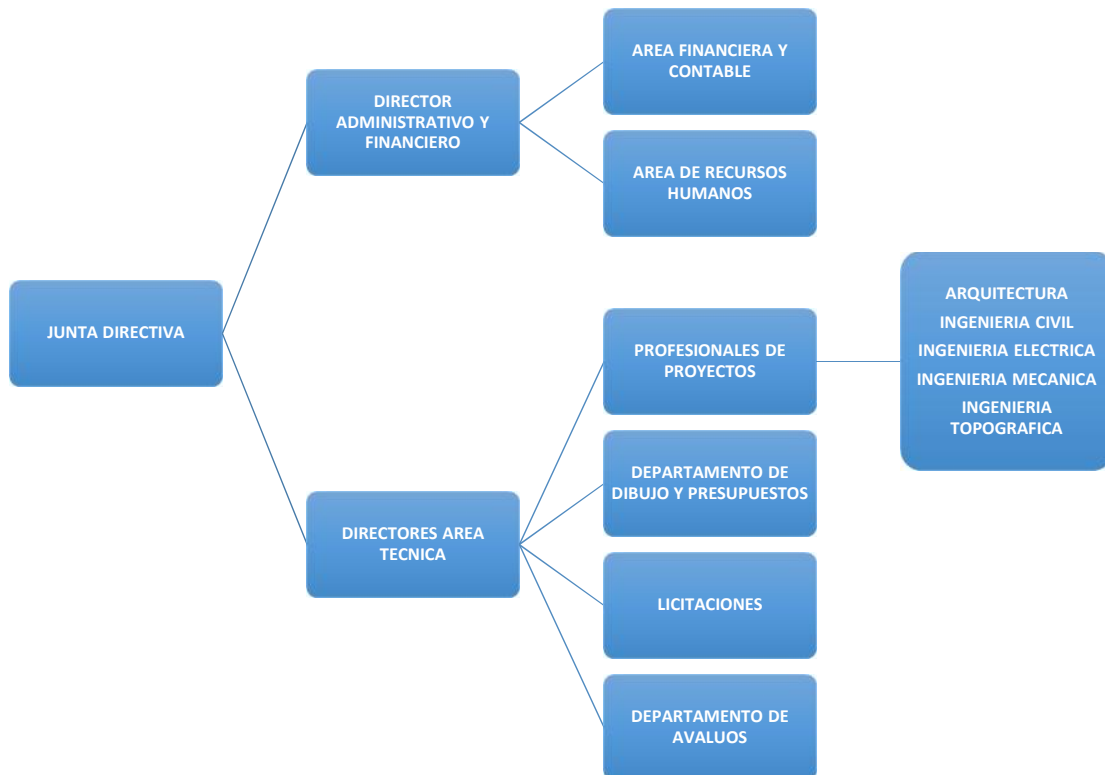 JUNTA DIRECTIVA
DIRECTOR
ADMINISTRATIVO Y
FINANCIERO
AREA FINANCIERA Y
CONTABLE
AREA DE RECURSOS
HUMANOS
DIRECTORES AREA
TECNICA
PROFESIONALES DE
PROYECTOS
ARQUITECTURA
INGENIERIA CIVIL
INGENIERIA ELECTRICA
INGENIERIA MECANICA
INGENIERIA
TOPOGRAFICA
DEPARTAMENTO DE
DIBUJO Y PRESUPUESTOS
LICITACIONES
DEPARTAMENTO DE
AVALUOS